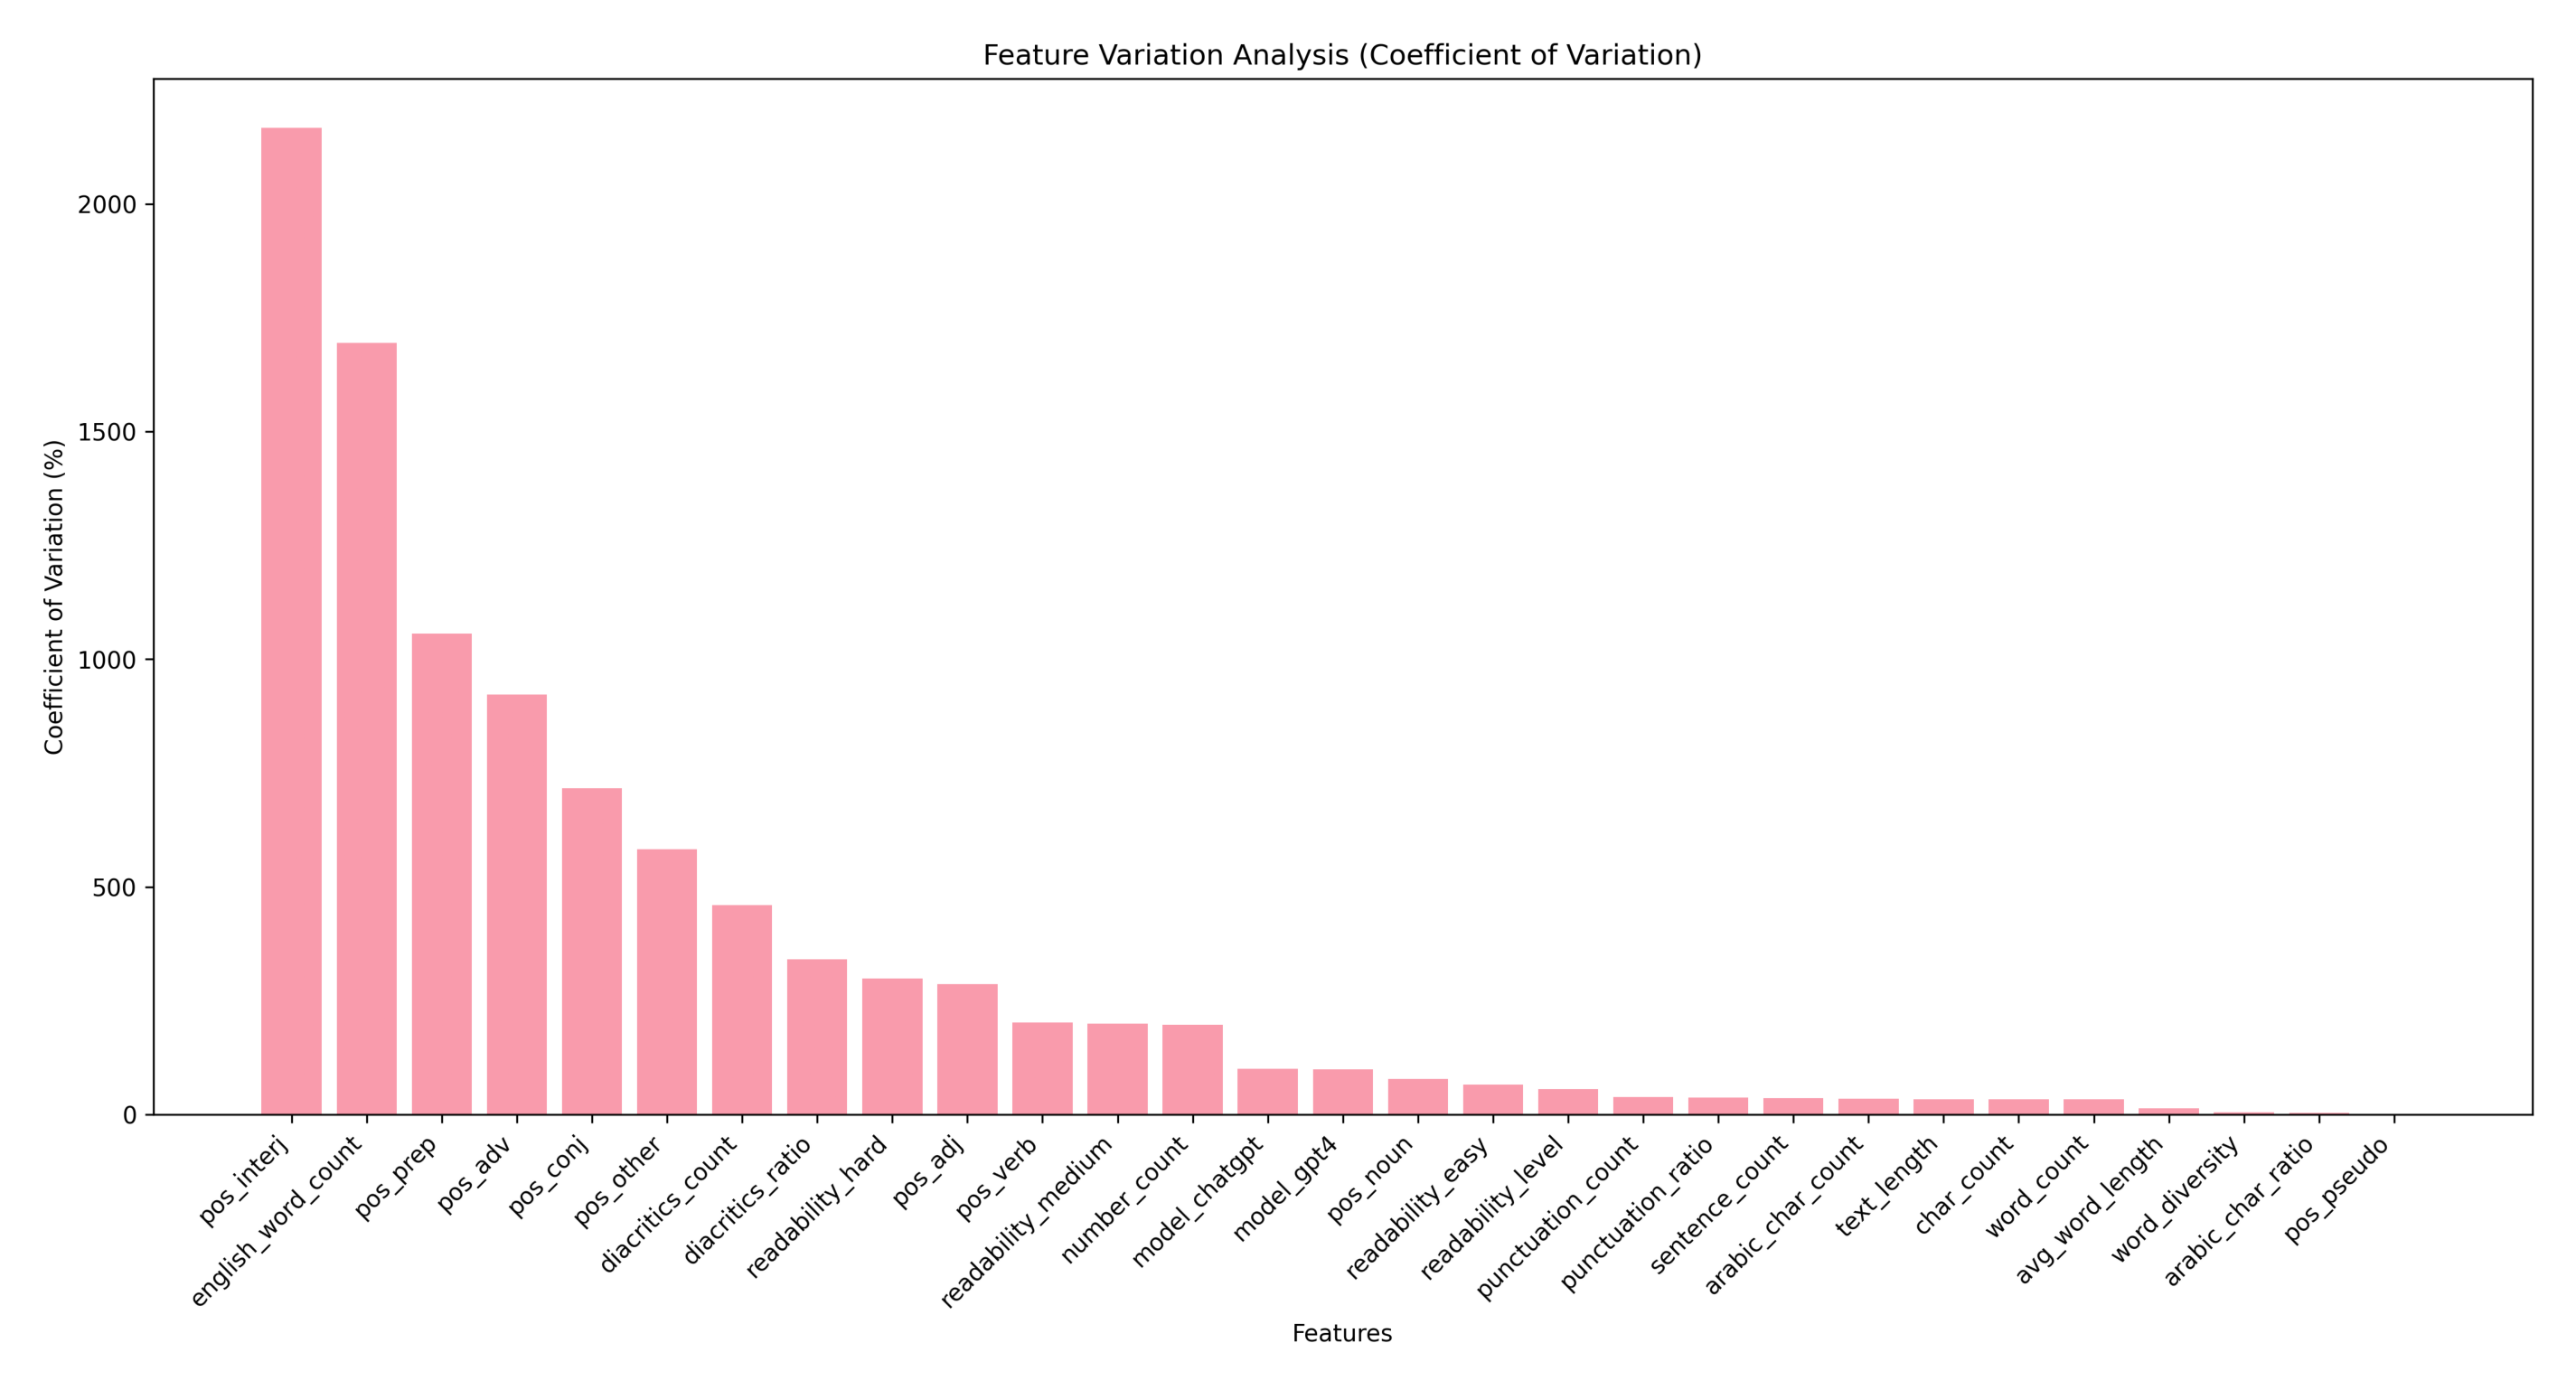 Feature Variation Analysis (Coefficient of Variation)
Coefficient of Variation (%)
2000
1500
1000
500
0
pos_interj
english_word_count
pos_prep
pos_adv
pos_conj
pos_other
diacritics_count
diacritics_ratio
readability_hard
pos_adj
pos_verb
readability_medium
number_count
model_chatgpt
model_gpt4
pos_noun
readability_easy
readability_level
punctuation_count
punctuation_ratio
sentence_count
arabic_char_count
text_length
char_count
word_count
avg_word_length
word_diversity
arabic_char_ratio
pos_pseudo
Features